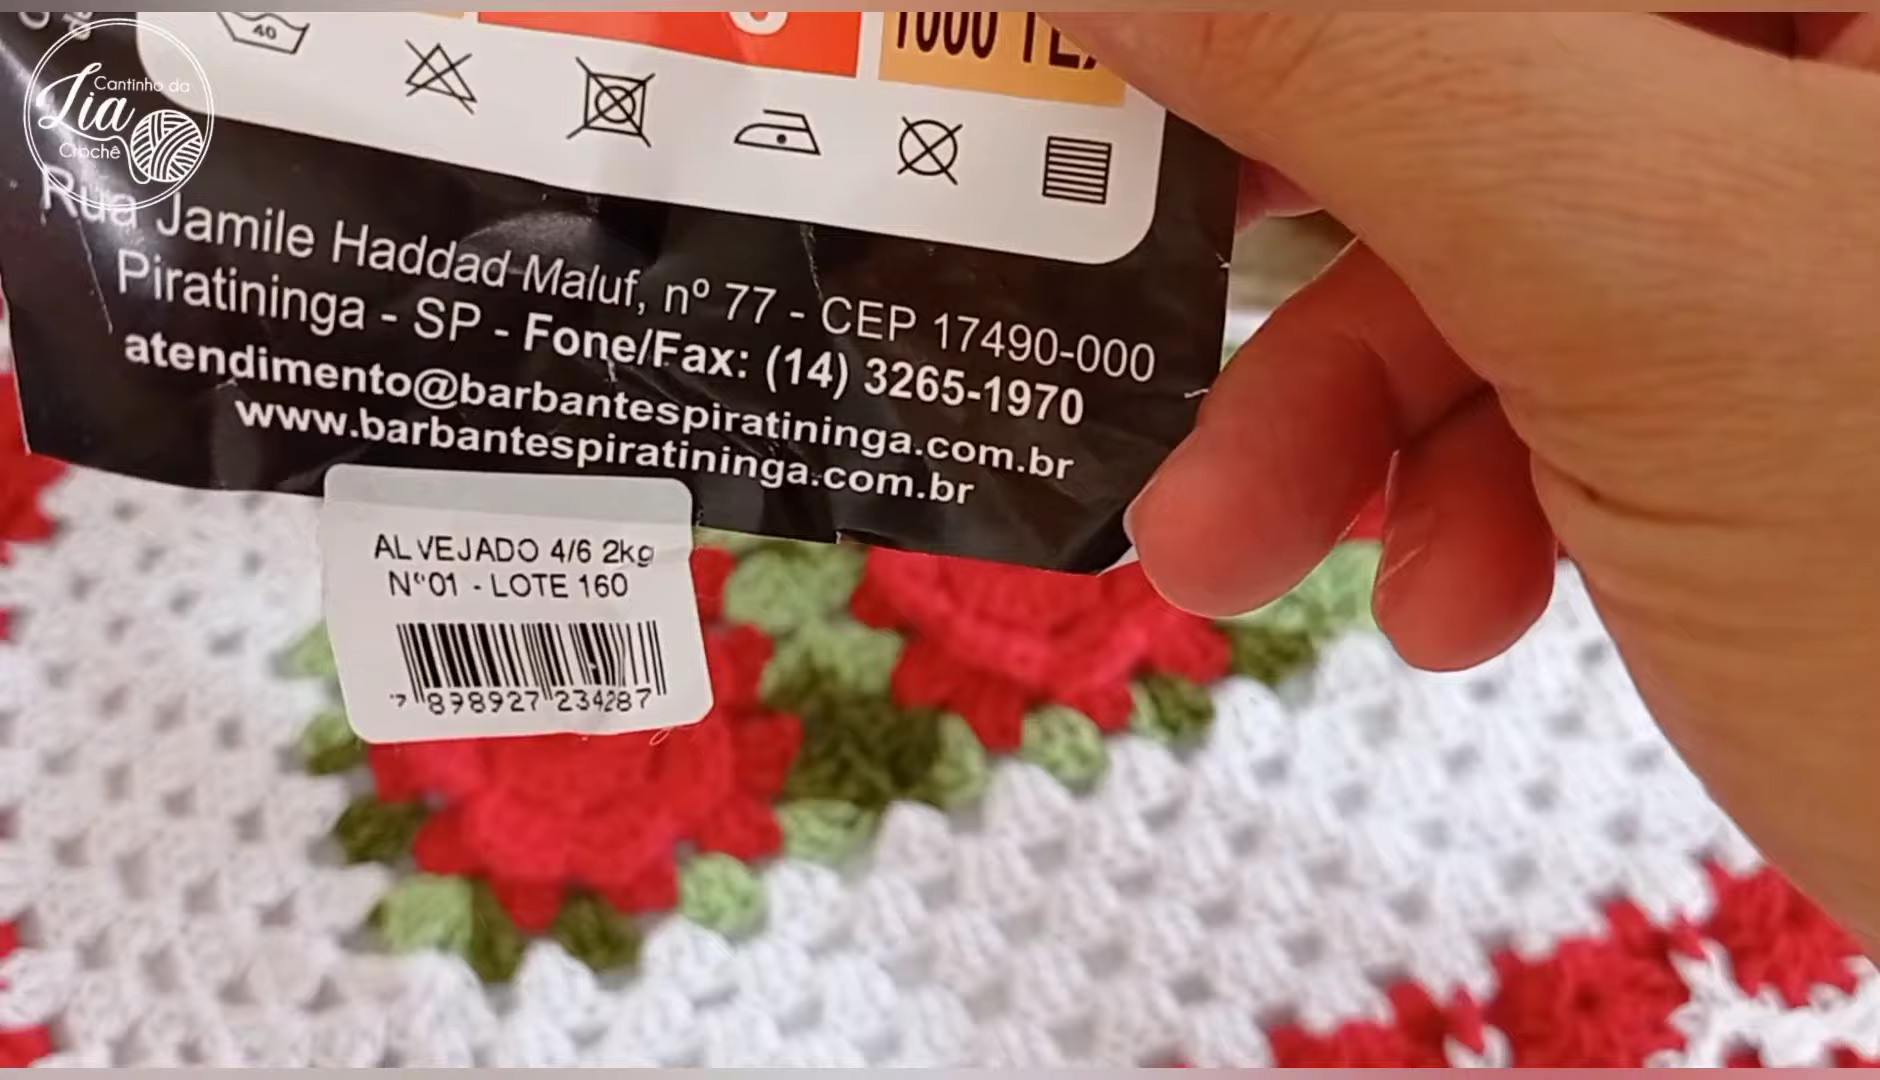 40
1000 TEX
Cantinho da
Lia
Crochê
Rua Jamile Haddad Maluf, nº 77 - CEP 17490-000
Piratininga - SP - Fone/Fax: (14) 3265-1970
atendimento@barbantespiratininga.com.br
www.barbantespiratininga.com.br
ALVEJADO 4/6 2kg
Nº01 - LOTE 160
7 898927 234287